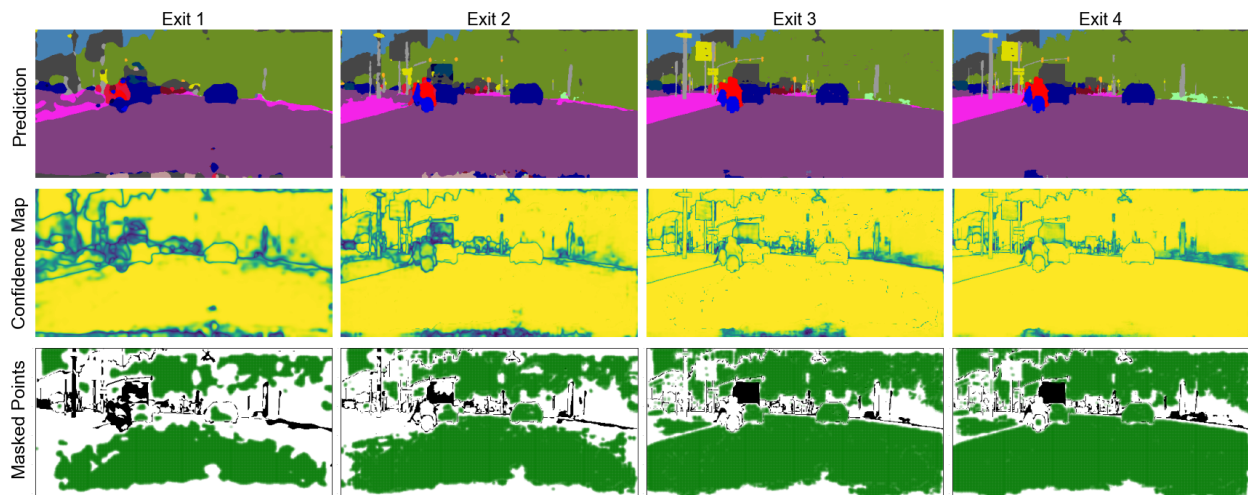 Exit 1
Exit 2
Exit 3
Exit 4
Prediction
Confidence Map
Masked Points